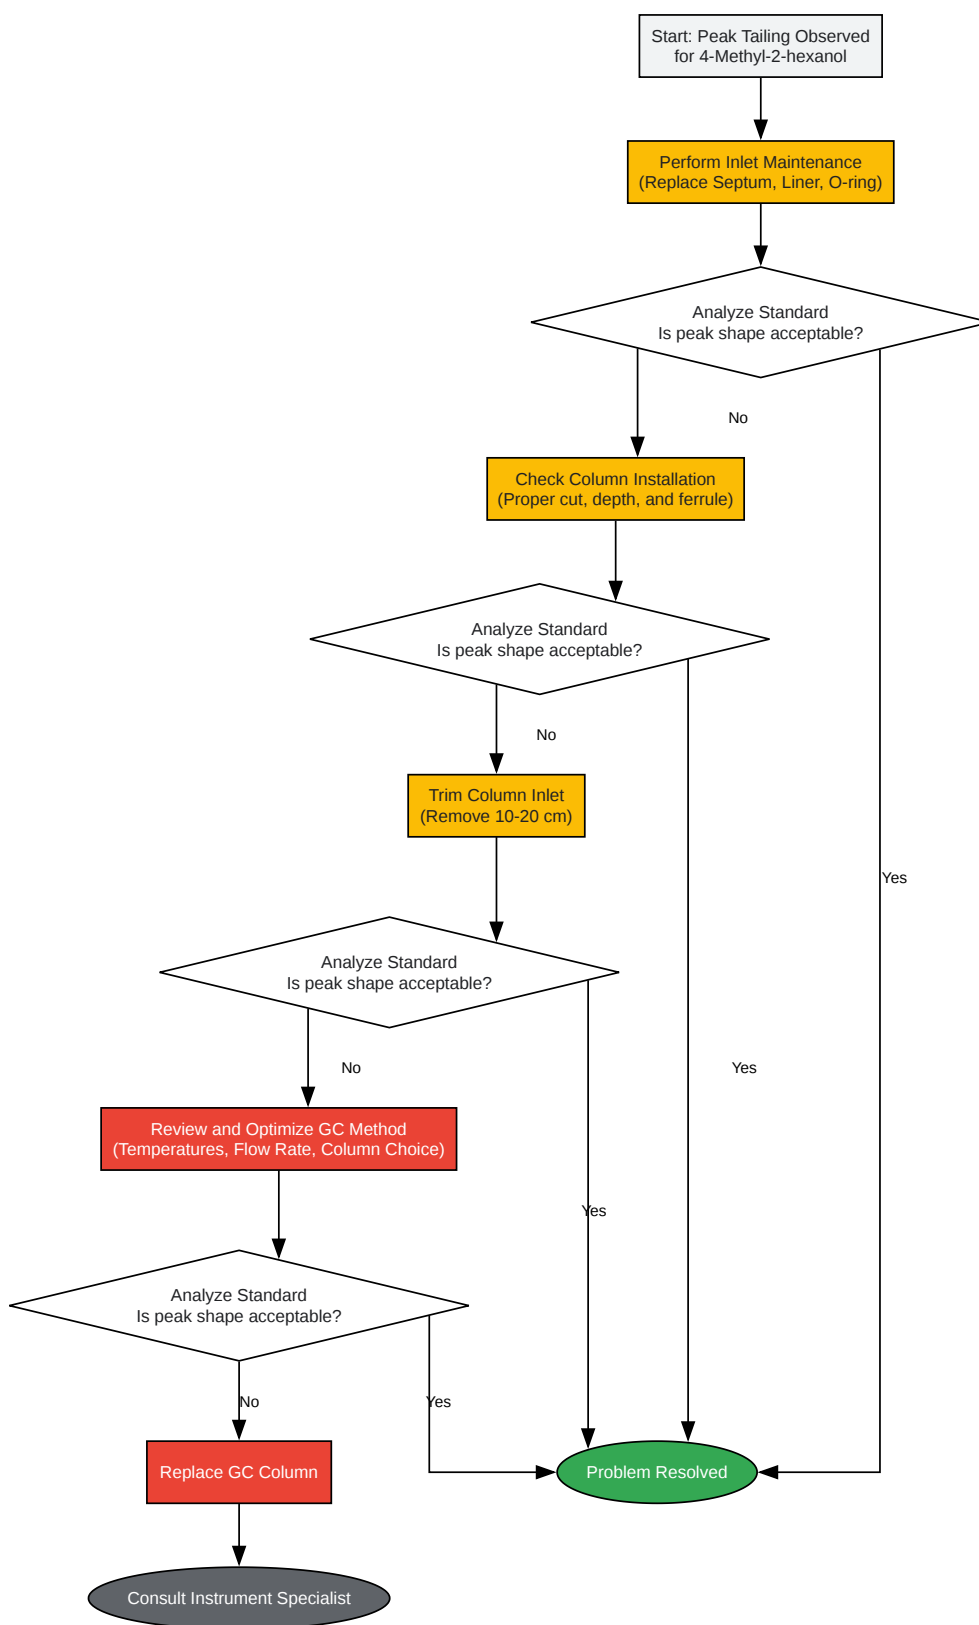 Start: Peak Tailing Observed
for 4-Methyl-2-hexanol
Perform Inlet Maintenance
(Replace Septum, Liner, O-ring)
Analyze Standard
Is peak shape acceptable?
No
Check Column Installation
(Proper cut, depth, and ferrule)
Analyze Standard
Is peak shape acceptable?
No
Trim Column Inlet
(Remove 10-20 cm)
Yes
Analyze Standard
Is peak shape acceptable?
No
Yes
Review and Optimize GC Method
(Temperatures, Flow Rate, Column Choice)
Yes
Analyze Standard
Is peak shape acceptable?
No
Yes
Replace GC Column
Problem Resolved
Consult Instrument Specialist